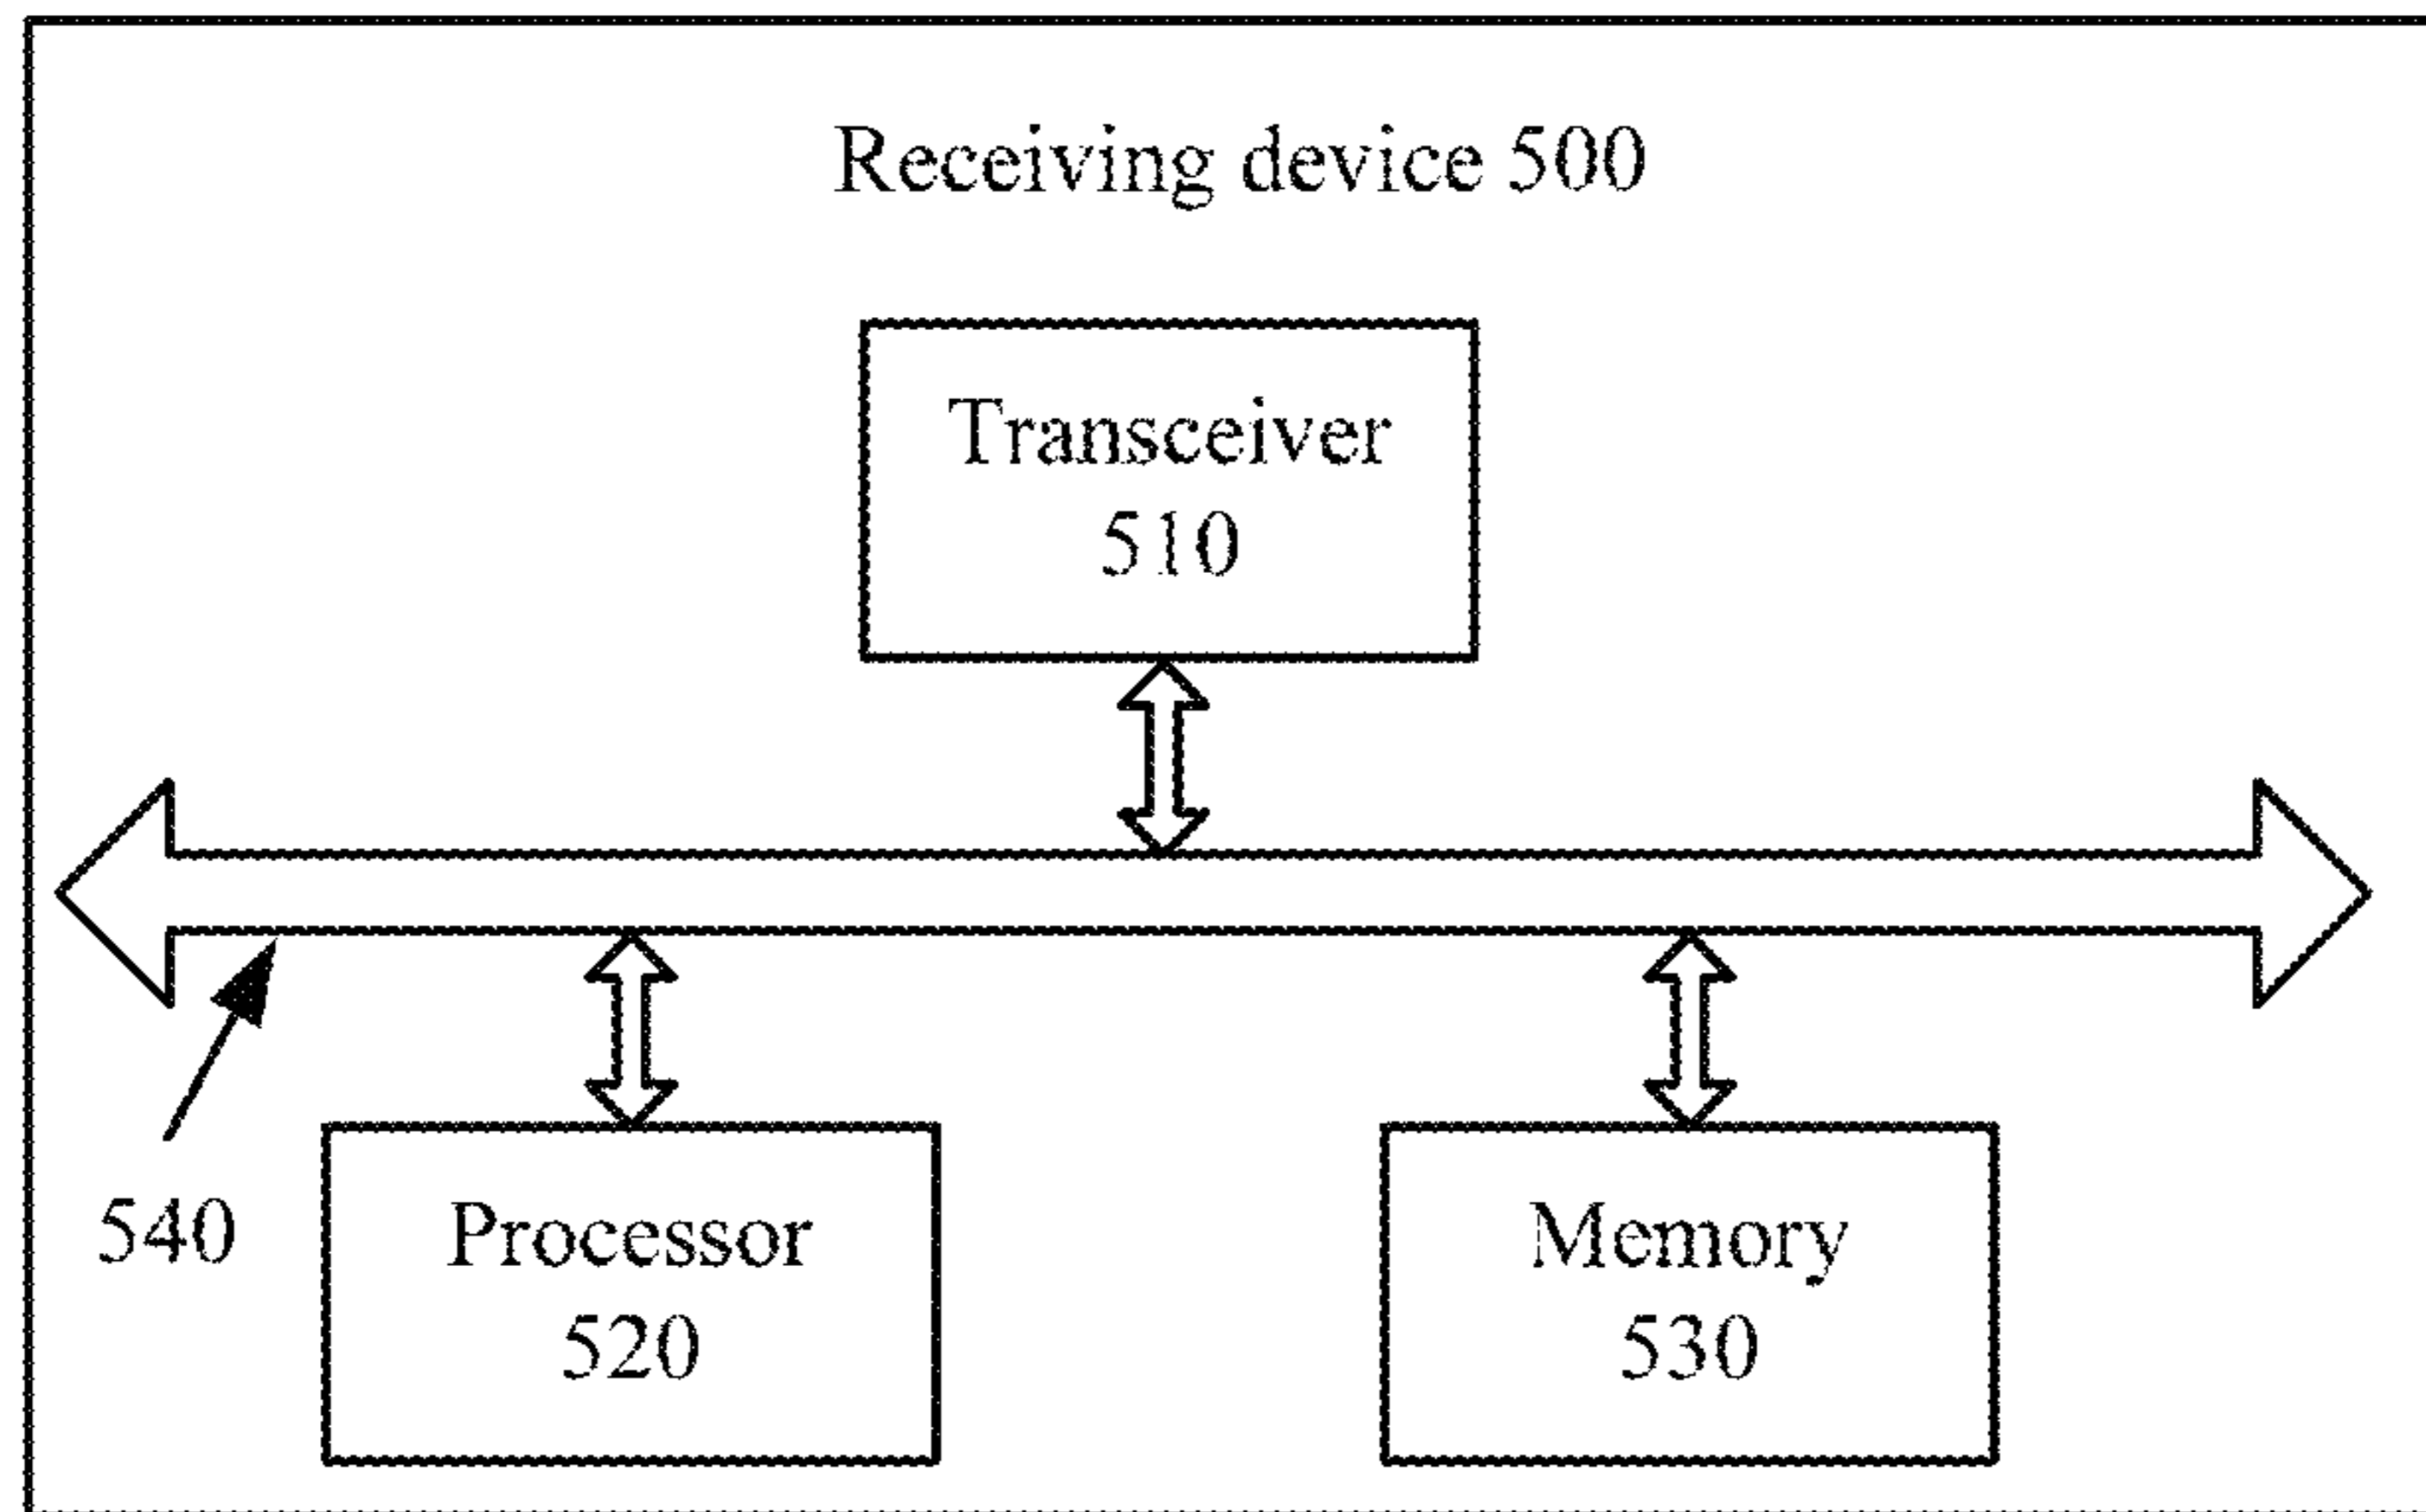 Receiving device 500
Transceiver
510
540
Processor
520
Memory
530